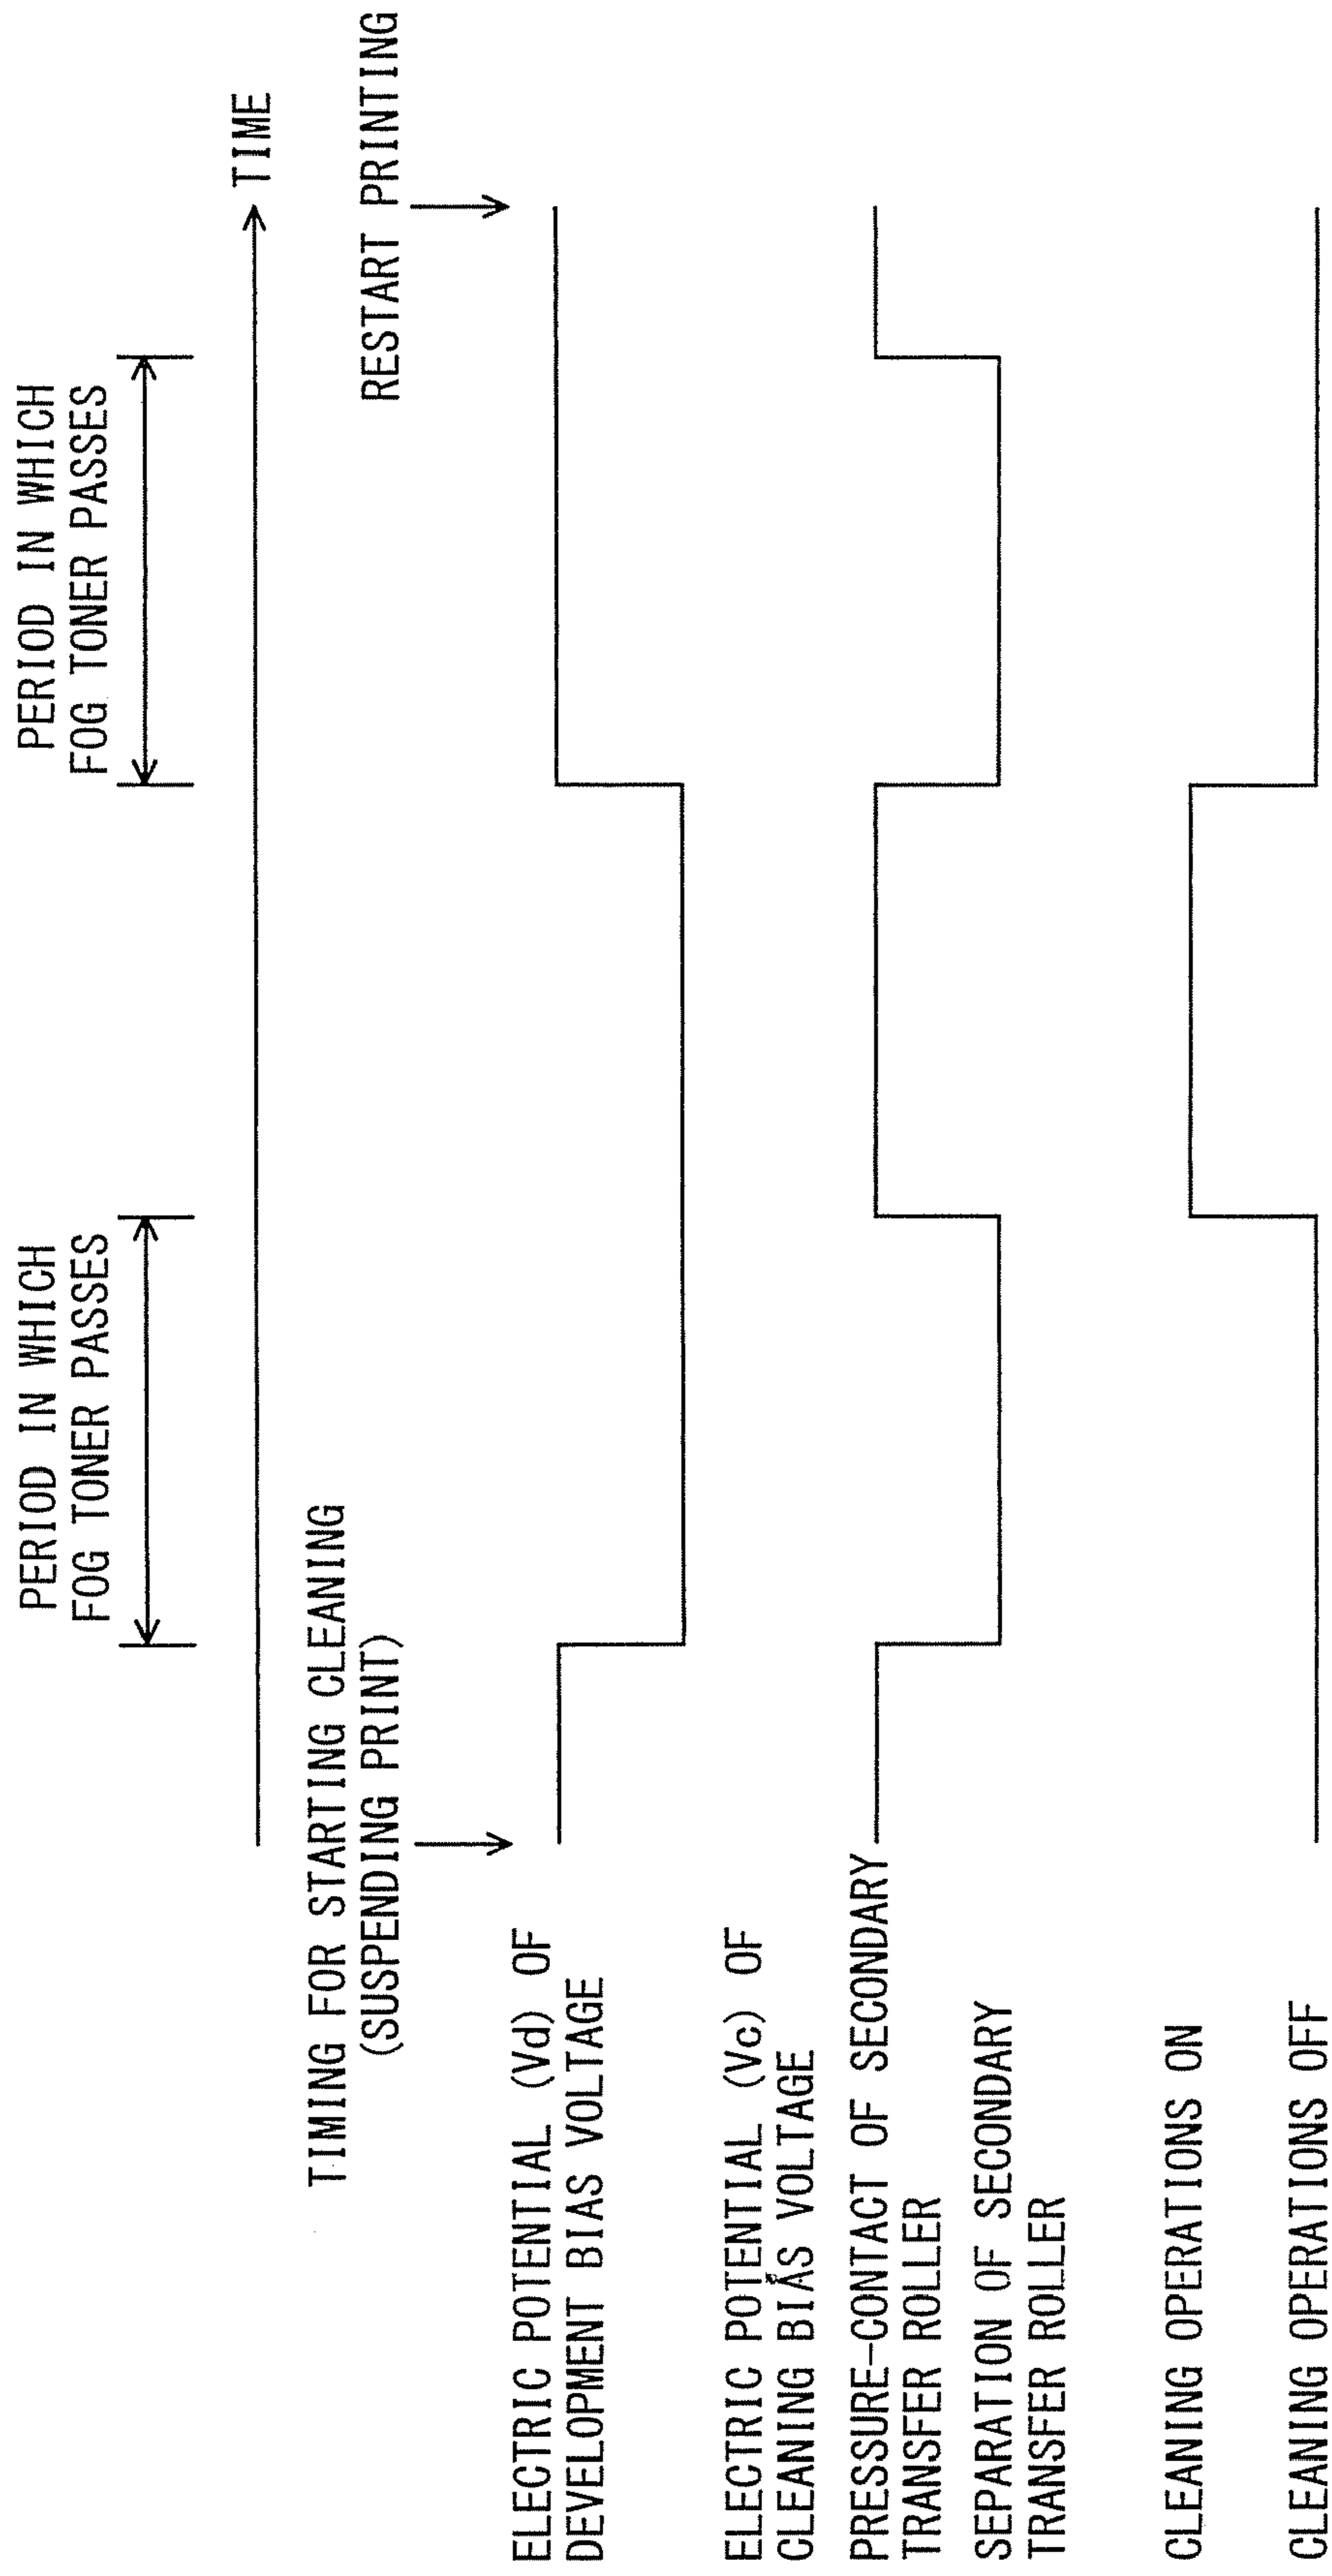 PERIOD IN WHICH
FOG TONER PASSES
PERIOD IN WHICH
FOG TONER PASSES
TIME
TIMING FOR STARTING CLEANING
(SUSPENDING PRINT)
RESTART PRINTING
ELECTRIC POTENTIAL (Vd) OF
DEVELOPMENT BIAS VOLTAGE
ELECTRIC POTENTIAL (Vc) OF
CLEANING BIAS VOLTAGE
PRESSURE-CONTACT OF SECONDARY
TRANSFER ROLLER
SEPARATION OF SECONDARY
TRANSFER ROLLER
CLEANING OPERATIONS ON
CLEANING OPERATIONS OFF